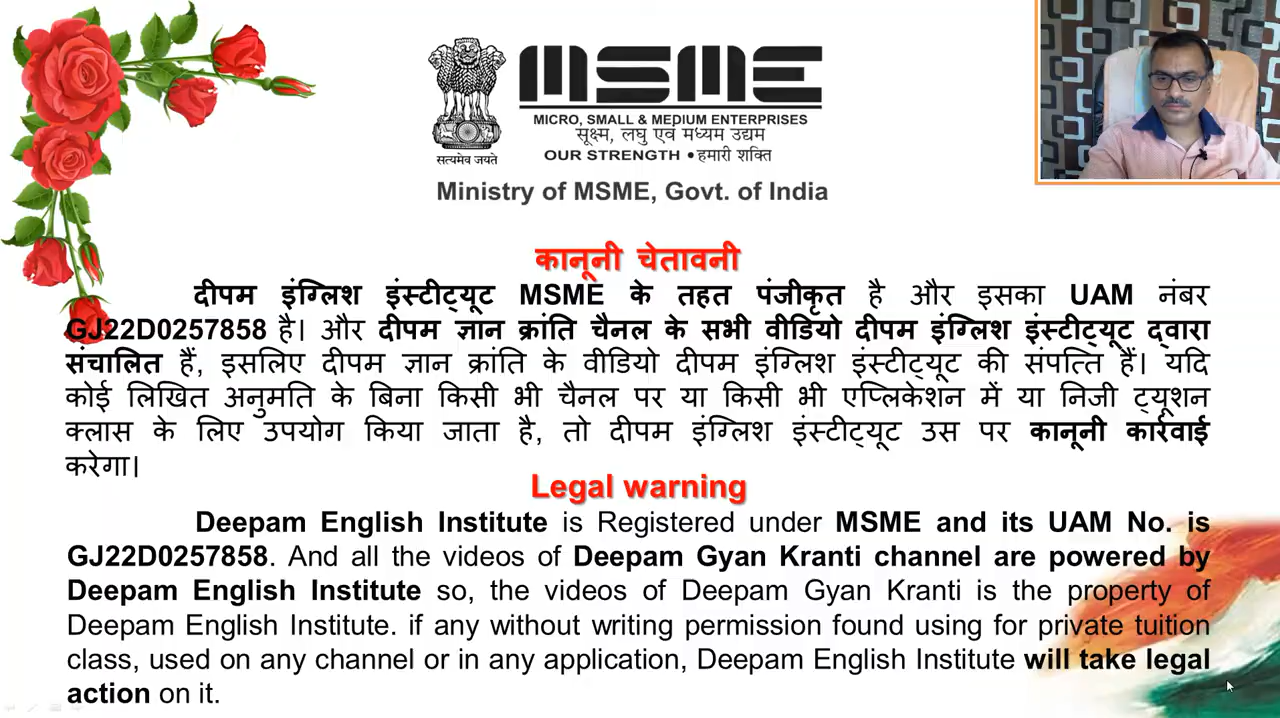 MSME
MICRO, SMALL & MEDIUM ENTERPRISES
सूक्ष्म, लघु एवं मध्यम उद्यम
सत्यमेव जयते
OUR STRENGTH • हमारी शक्ति
Ministry of MSME, Govt. of India
कानूनी चेतावनी
दीपम इंग्लिश इंस्टीट्यूट MSME के तहत पंजीकृत है और इसका UAM नंबर
GJ22D0257858 है। और दीपम ज्ञान क्रांति चैनल के सभी वीडियो दीपम इंग्लिश इंस्टीट्यूट द्वारा
संचालित हैं, इसलिए दीपम ज्ञान क्रांति के वीडियो दीपम इंग्लिश इंस्टीट्यूट की संपत्ति हैं। यदि
कोई लिखित अनुमति के बिना किसी भी चैनल पर या किसी भी एप्लिकेशन में या निजी ट्यूशन
क्लास के लिए उपयोग किया जाता है, तो दीपम इंग्लिश इंस्टीट्यूट उस पर कानूनी कार्रवाई
करेगा।
Legal warning
Deepam English Institute is Registered under MSME and its UAM No. is
GJ22D0257858. And all the videos of Deepam Gyan Kranti channel are powered by
Deepam English Institute so, the videos of Deepam Gyan Kranti is the property of
Deepam English Institute. if any without writing permission found using for private tuition
class, used on any channel or in any application, Deepam English Institute will take legal
action on it.